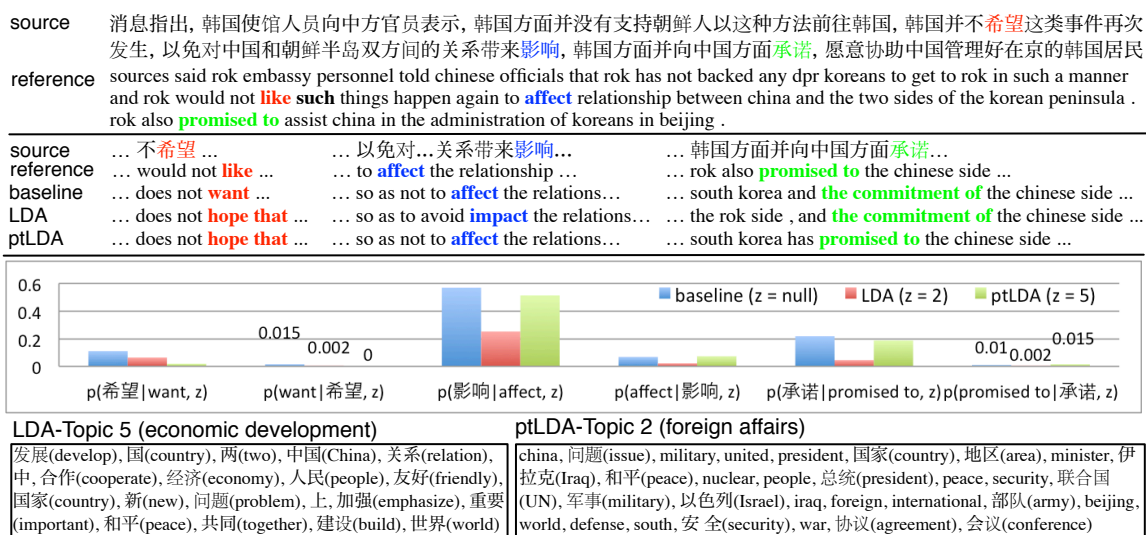 source 消息指出, 韩国使馆人员向中方官员表示, 韩国方面并没有支持朝鲜人以这种方法前往韩国, 韩国并不希望这类事件再次
发生, 以免对中国和朝鲜半岛双方间的关系带来影响, 韩国方面并向中国方面承诺, 愿意协助中国管理好在京的韩国居民
reference sources said rok embassy personnel told chinese officials that rok has not backed any dpr koreans to get to rok in such a manner
and rok would not like such things happen again to affect relationship between china and the two sides of the korean peninsula .
rok also promised to assist china in the administration of koreans in beijing .
source … 不希望 ... … 以免对…关系带来影响… … 韩国方面并向中国方面承诺…
reference … would not like ... … to affect the relationship … … rok also promised to the chinese side ...
baseline … does not want ... … so as not to affect the relations… … south korea and the commitment of the chinese side ...
LDA … does not hope that ... … so as to avoid impact the relations… … the rok side , and the commitment of the chinese side ...
ptLDA … does not hope that ... … so as not to affect the relations… … south korea has promised to the chinese side ...
0.6
baseline (z = null) LDA (z = 2) ptLDA (z = 5)
0.4
0.2
0.015 0.002 0 0.01 0.002 0.015
0
p(希望|want, z) p(want|希望, z) p(影响|affect, z) p(affect|影响, z) p(承诺|promised to, z) p(promised to|承诺, z)
LDA-Topic 5 (economic development)
发展(develop), 国(country), 两(two), 中国(China), 关系(relation),
中, 合作(cooperate), 经济(economy), 人民(people), 友好(friendly),
国家(country), 新(new), 问题(problem), 上, 加强(emphasize), 重要
(important), 和平(peace), 共同(together), 建设(build), 世界(world)
ptLDA-Topic 2 (foreign affairs)
china, 问题(issue), military, united, president, 国家(country), 地区(area), minister, 伊
拉克(Iraq), 和平(peace), nuclear, people, 总统(president), peace, security, 联合国
(UN), 军事(military), 以色列(Israel), iraq, foreign, international, 部队(army), beijing,
world, defense, south, 安 全(security), war, 协议(agreement), 会议(conference)